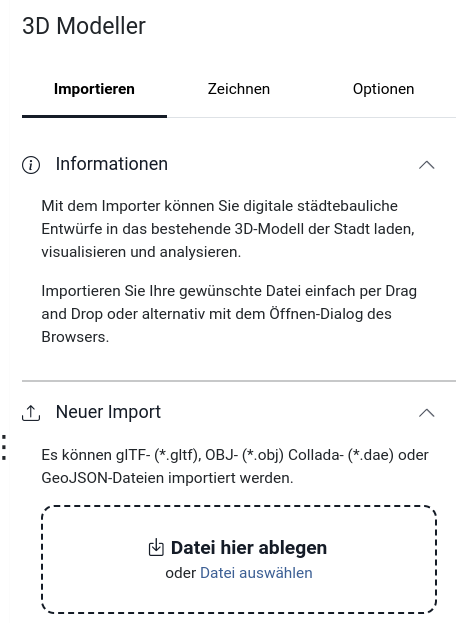 3D Modeller
Importieren Zeichnen Optionen
Informationen
Mit dem Importer können Sie digitale städtebauliche
Entwürfe in das bestehende 3D-Modell der Stadt laden,
visualisieren und analysieren.
Importieren Sie Ihre gewünschte Datei einfach per Drag
and Drop oder alternativ mit dem Öffnen-Dialog des
Browsers.
Neuer Import
Es können glTF- (*.gltf), OBJ- (*.obj) Collada- (*.dae) oder
GeoJSON-Dateien importiert werden.
Datei hier ablegen
oder Datei auswählen